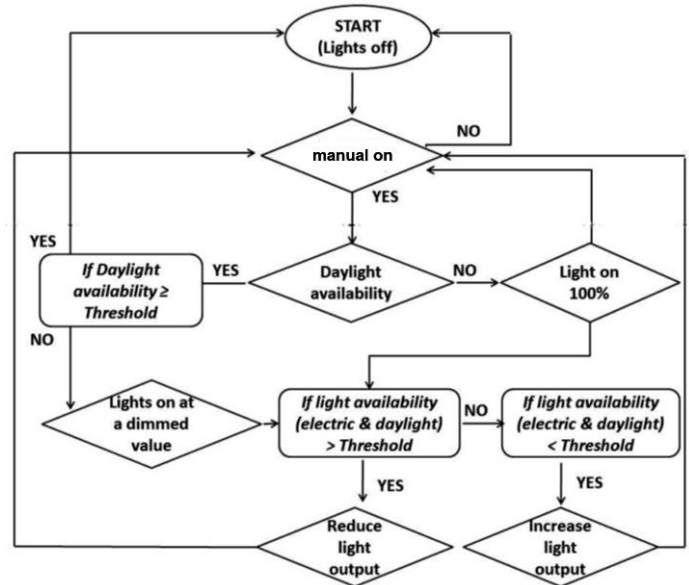 START
(Lights off)
NO
manual on
YES
YES
If Daylight
availability ≥
Threshold
YES
Daylight
availability
NO
Light on
100%
NO
Lights on at
a dimmed
value
If light availability
(electric & daylight)
> Threshold
NO
If light availability
(electric & daylight)
< Threshold
YES
YES
Reduce
light
output
Increase
light
output